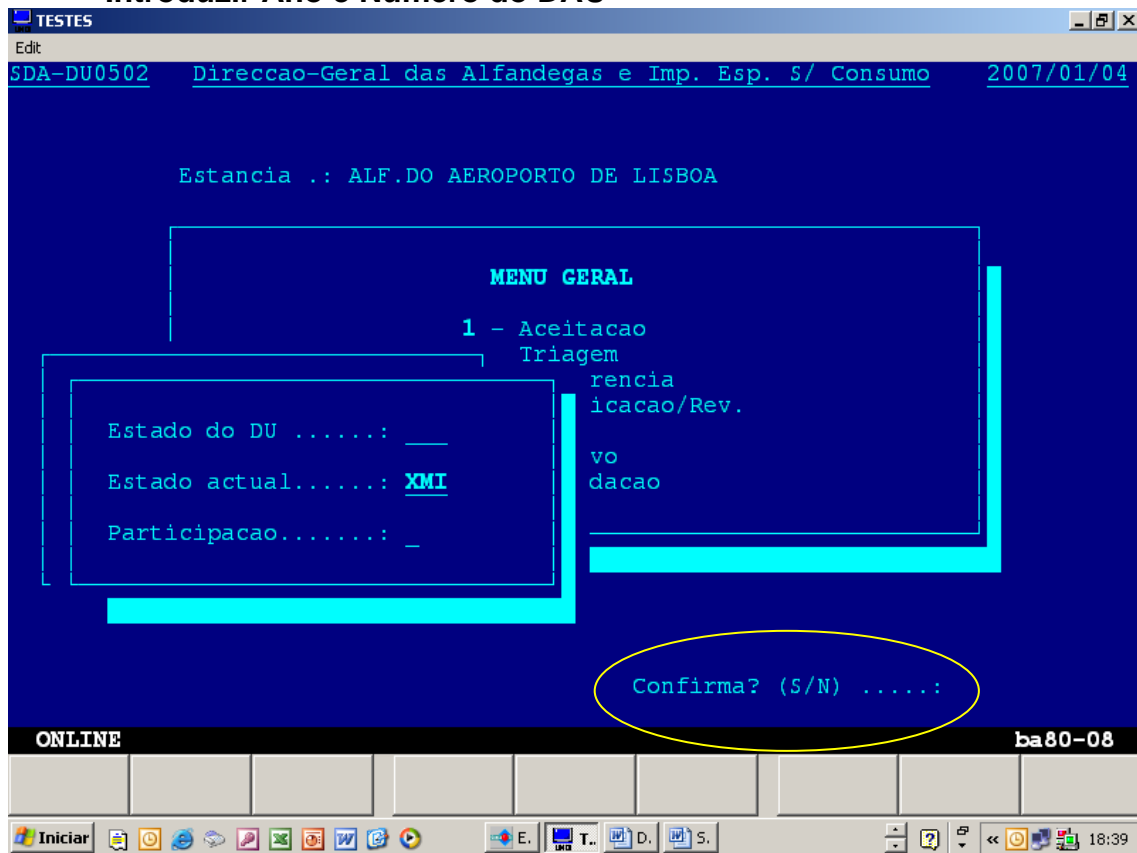 TESTES
Edit
SDA-DU0502 Direccao-Geral das Alfandegas e Imp. Esp. S/ Consumo 2007/01/04
Estancia .: ALF.DO AEROPORTO DE LISBOA
MENU GERAL
1 - Aceitacao
Triagem
rencia
icacao/Rev.
vo
dacao
Estado do DU ......: ___
Estado actual......: XMI
Participacao.......: _
Confirma? (S/N) .....:
ONLINE ba80-08
Iniciar E. T.. D. S. 18:39